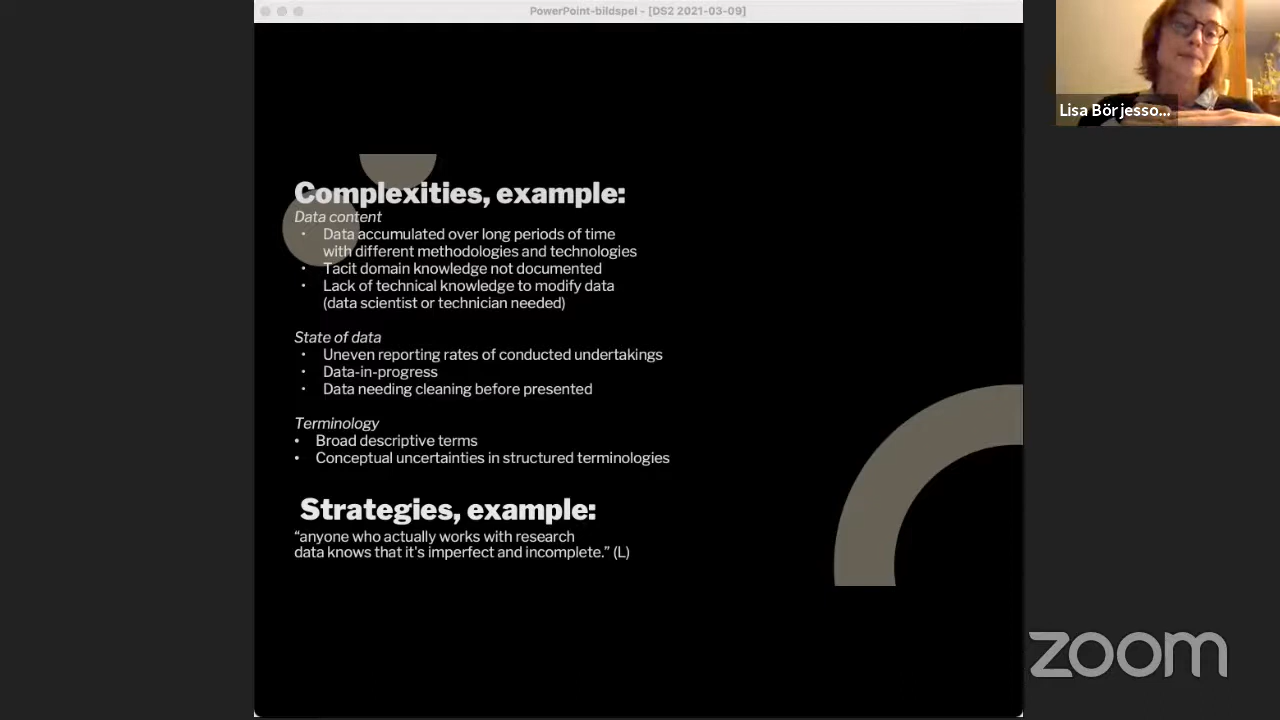 PowerPoint-bildspel - [DS2 2021-03-09]
Lisa Börjesso...
Complexities, example:
Data content
• Data accumulated over long periods of time
with different methodologies and technologies
• Tacit domain knowledge not documented
• Lack of technical knowledge to modify data
(data scientist or technician needed)
State of data
• Uneven reporting rates of conducted undertakings
• Data-in-progress
• Data needing cleaning before presented
Terminology
• Broad descriptive terms
• Conceptual uncertainties in structured terminologies
Strategies, example:
“anyone who actually works with research
data knows that it's imperfect and incomplete.” (L)
zoom